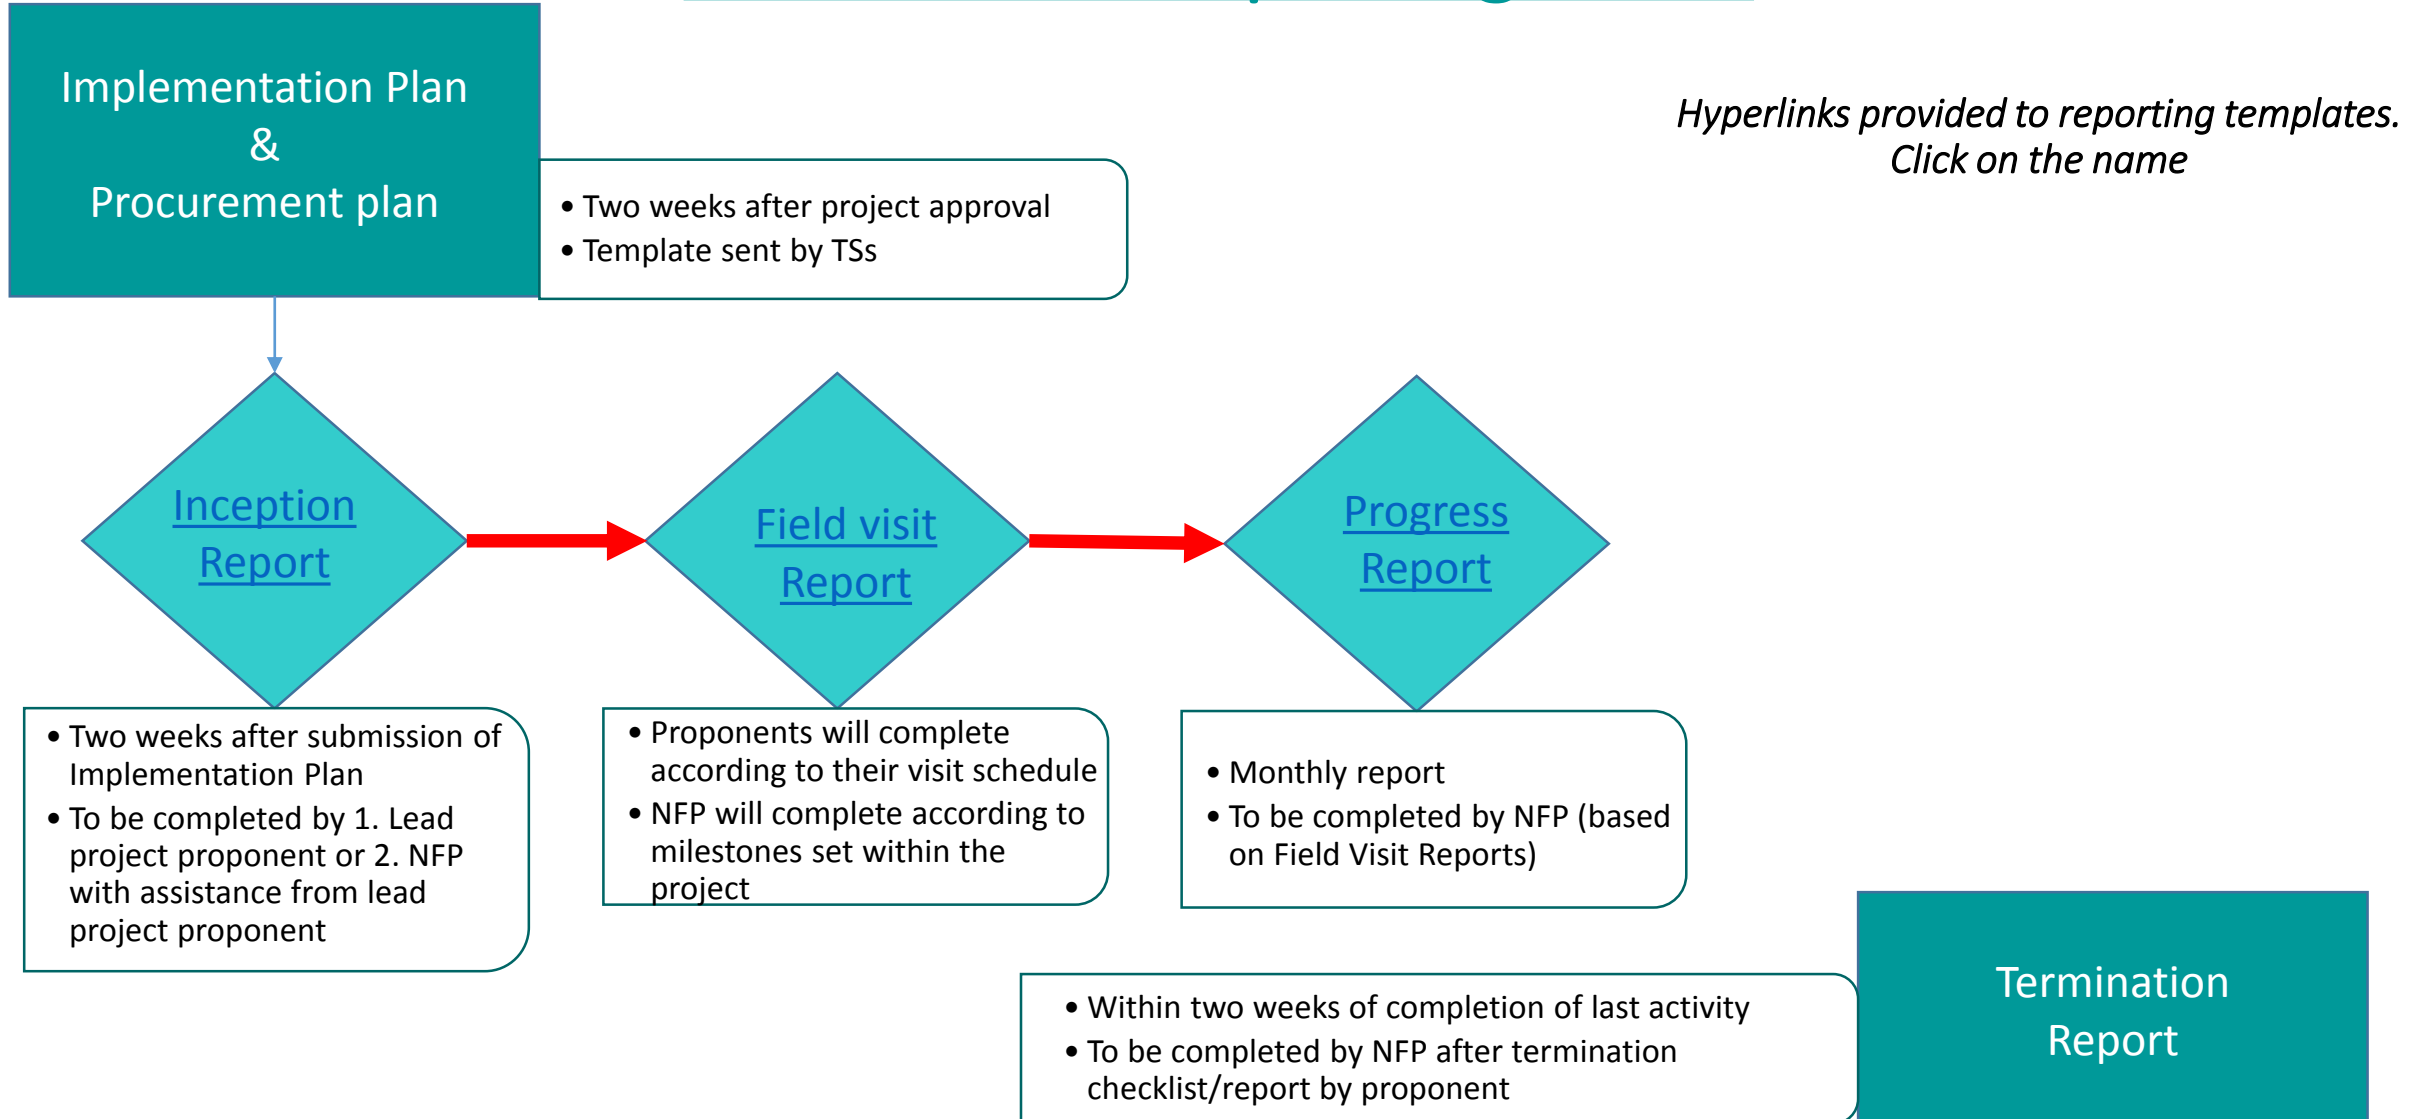 Implementation Plan
&
Procurement plan
Hyperlinks provided to reporting templates.
Click on the name
• Two weeks after project approval
• Template sent by TSs
Inception
Report
Field visit
Report
Progress
Report
• Two weeks after submission of
Implementation Plan
• To be completed by 1. Lead
project proponent or 2. NFP
with assistance from lead
project proponent
• Proponents will complete
according to their visit schedule
• NFP will complete according to
milestones set within the
project
• Monthly report
• To be completed by NFP (based
on Field Visit Reports)
• Within two weeks of completion of last activity
• To be completed by NFP after termination
checklist/report by proponent
Termination
Report